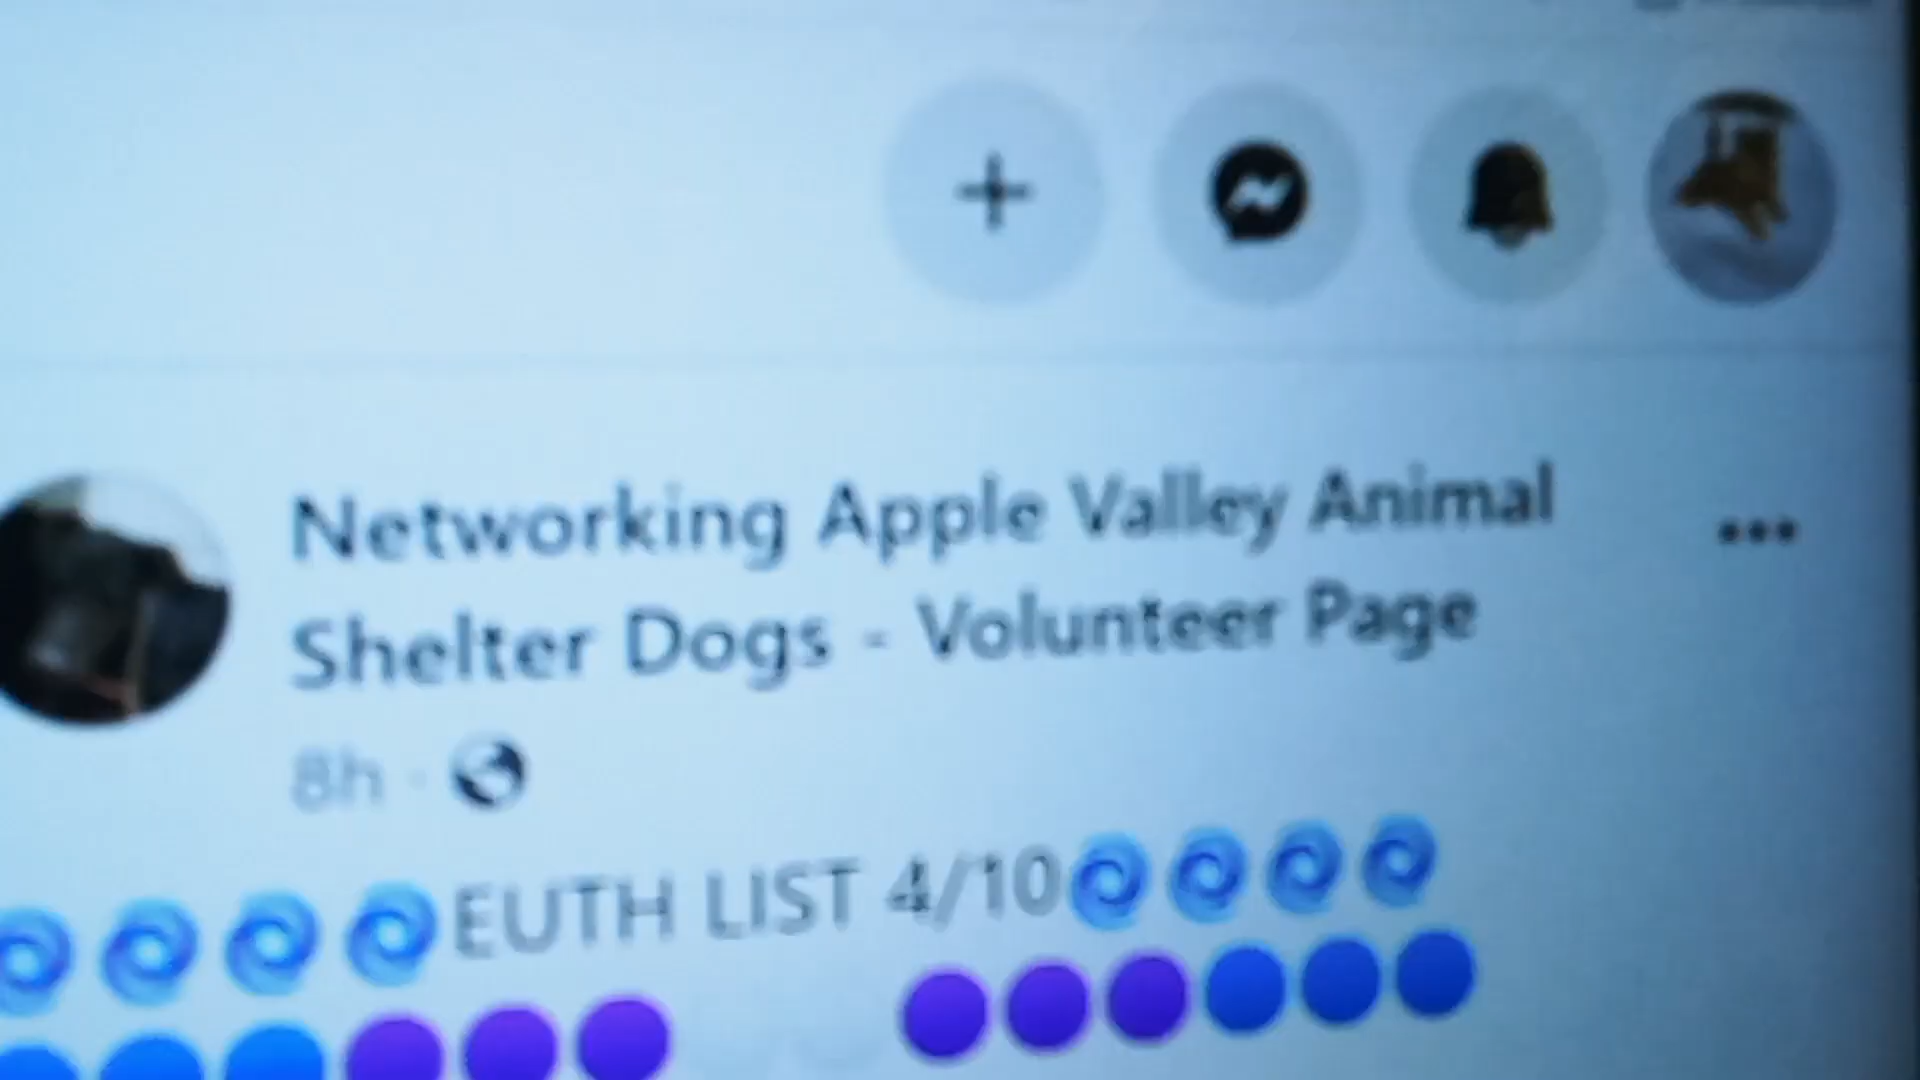 Networking Apple Valley Animal
Shelter Dogs - Volunteer Page
8h ·
🌀🌀🌀🌀EUTH LIST 4/10🌀🌀🌀🌀